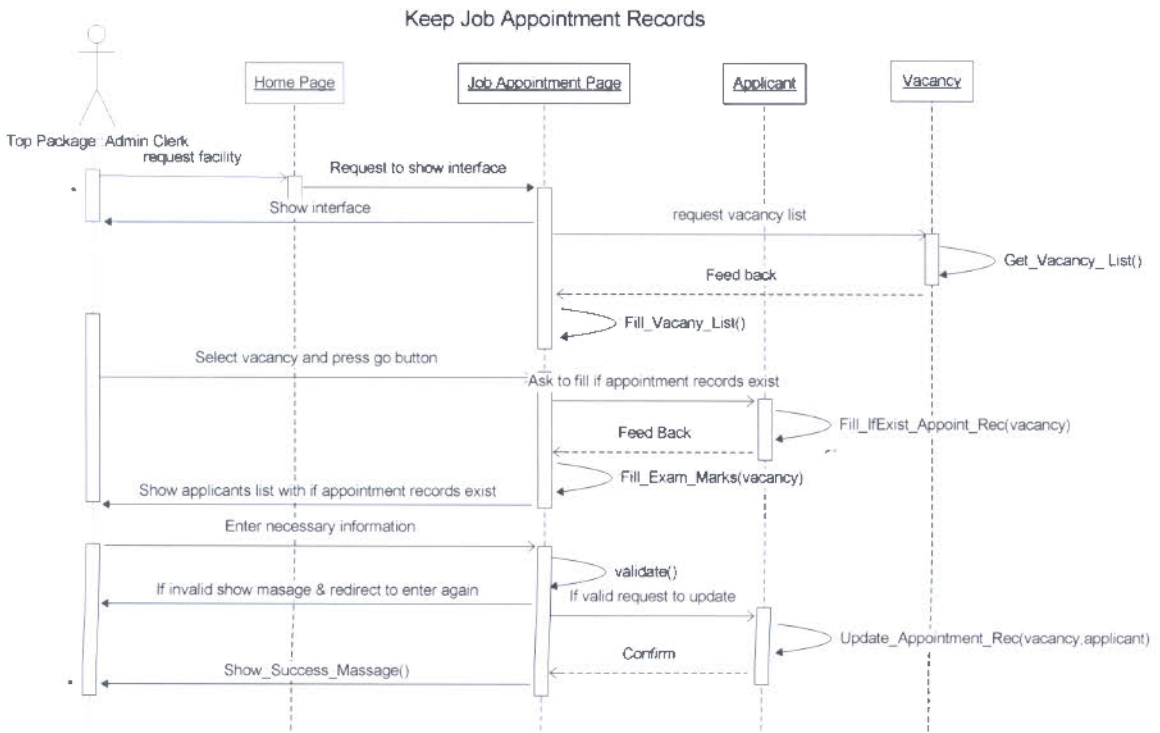 Keep Job Appointment Records
Home Page
Job Appointment Page
Applicant
Vacancy
Top Package::Admin Clerk
request facility
Request to show interface
Show interface
request vacancy list
Get_Vacancy_ List()
Feed back
Fill_Vacany_List()
Select vacancy and press go button
Ask to fill if appointment records exist
Fill_IfExist_Appoint_Rec(vacancy)
Feed Back
Fill_Exam_Marks(vacancy)
Show applicants list with if appointment records exist
Enter necessary information
validate()
If invalid show masage & redirect to enter again
If valid request to update
Update_Appointment_Rec(vacancy,applicant)
Confirm
Show_Success_Massage()